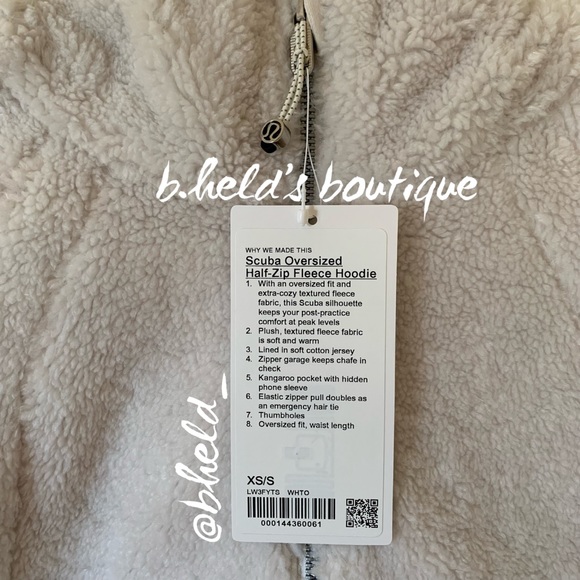 b.held's boutique
WHY WE MADE THIS
Scuba Oversized
Half-Zip Fleece Hoodie
1. With an oversized fit and
extra-cozy textured fleece
fabric, this Scuba silhouette
keeps your post-practice
comfort at peak levels
2. Plush, textured fleece fabric
is soft and warm
3. Lined in soft cotton jersey
4. Zipper garage keeps chafe in
check
5. Kangaroo pocket with hidden
phone sleeve
6. Elastic zipper pull doubles as
an emergency hair tie
7. Thumbholes
8. Oversized fit, waist length
XS/S
LW3FYTS WHTO
000144360061
@bheld_